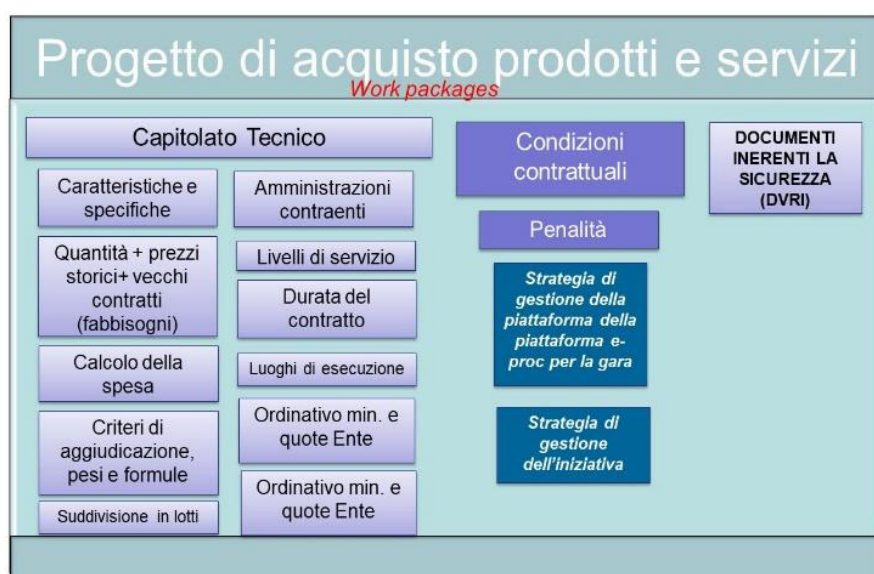 Progetto di acquisto prodotti e servizi
Work packages
Capitolato Tecnico
Caratteristiche e
specifiche
Quantità + prezzi
storici+ vecchi
contratti
(fabbisogni)
Calcolo della
spesa
Criteri di
aggiudicazione,
pesi e formule
Suddivisione in lotti
Amministrazioni
contraenti
Livelli di servizio
Durata del
contratto
Luoghi di esecuzione
Ordinativo min. e
quote Ente
Ordinativo min. e
quote Ente
Condizioni
contrattuali
Penalità
Strategia di
gestione della
piattaforma della
piattaforma e-
proc per la gara
Strategia di
gestione
dell'iniziativa
DOCUMENTI
INERENTI LA
SICUREZZA
(DVRI)